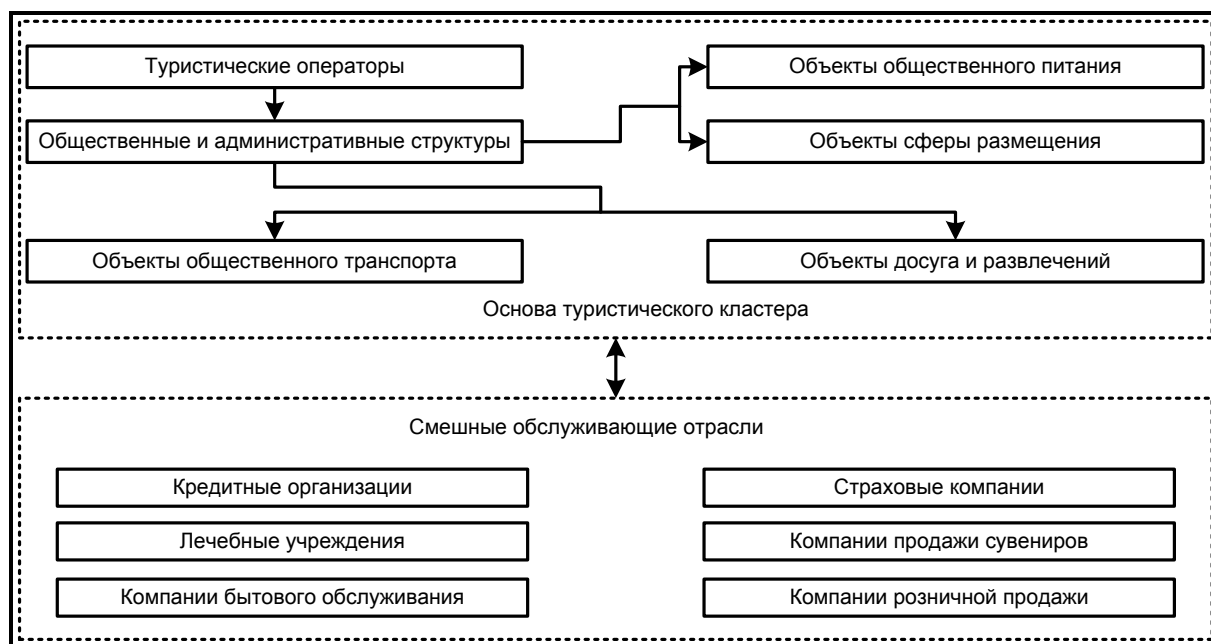 Туристические операторы
Объекты общественного питания
Общественные и административные структуры
Объекты сферы размещения
Объекты общественного транспорта
Объекты досуга и развлечений
Основа туристического кластера
Смешные обслуживающие отрасли
Кредитные организации
Страховые компании
Лечебные учреждения
Компании продажи сувениров
Компании бытового обслуживания
Компании розничной продажи